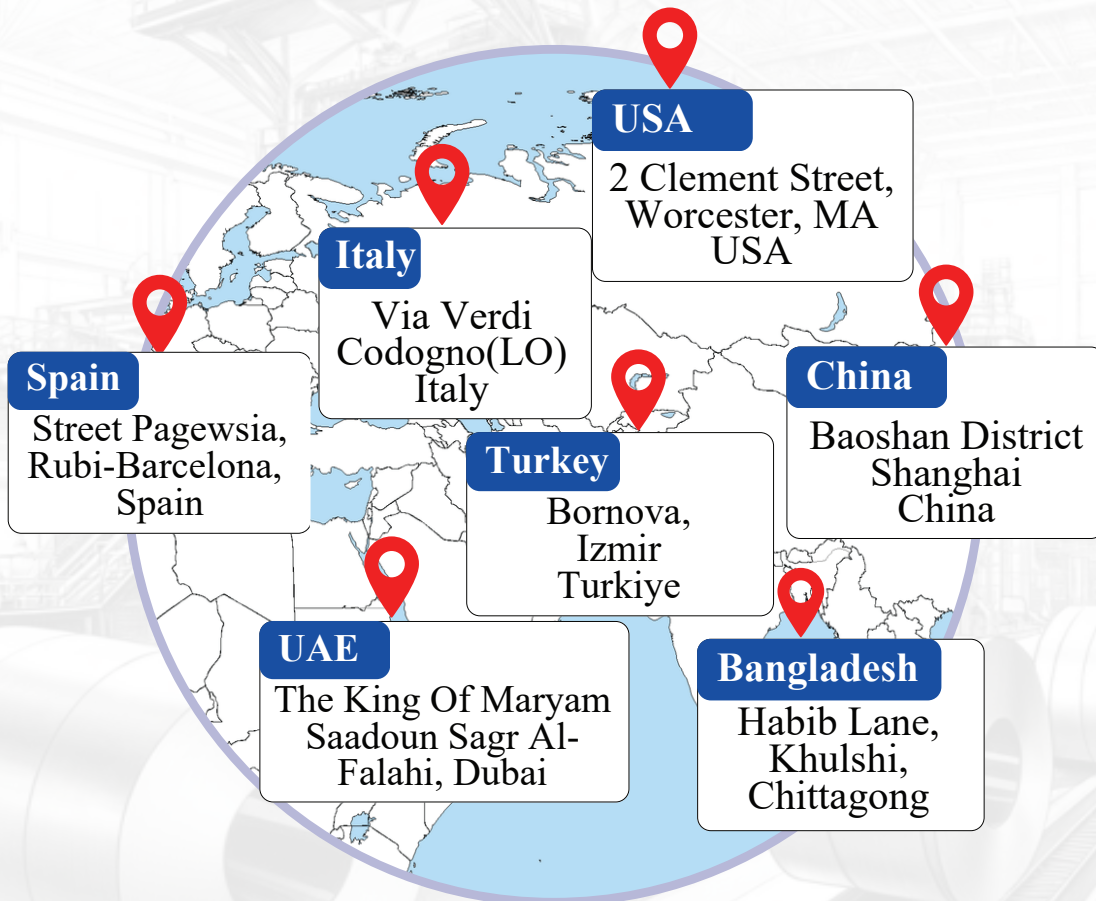 USA
2 Clement Street,
Worcester, MA
USA
Italy
Via Verdi
Codogno(LO)
Italy
Spain
Street Pagewsia,
Rubi-Barcelona,
Spain
China
Baoshan District
Shanghai
China
Turkey
Bornova,
Izmir
Turkiye
UAE
The King Of Maryam
Saadoun Sagr Al-
Falahi, Dubai
Bangladesh
Habib Lane,
Khulshi,
Chittagong